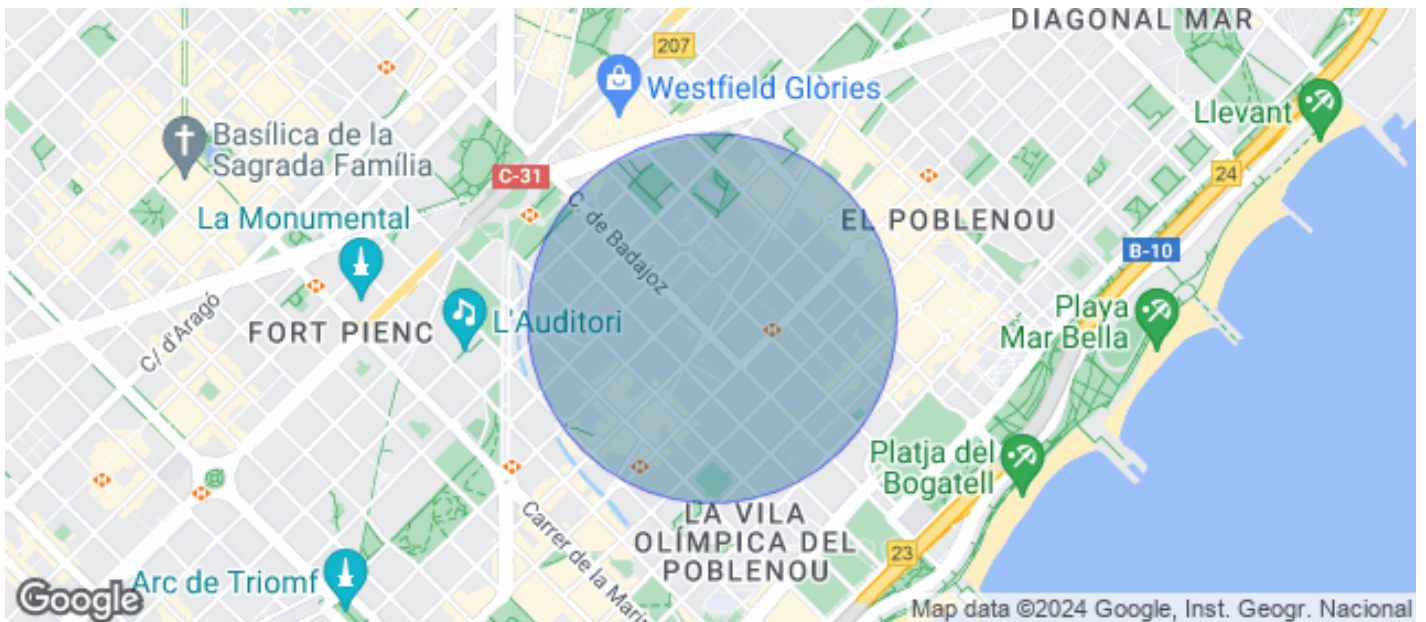 DIAGONAL MAR
207
Westfield Glòries
Llevant
Basílica de la
Sagrada Família
C-31
24
La Monumental
C. de Badajoz
EL POBLENOU
B-10
C/ d'Aragó
FORT PIENC
L'Auditori
Playa
Mar Bella
Platja del
Bogatell
LA VILA
OLÍMPICA DEL
POBLENOU
23
Carrer de la Marin
Arc de Triomf
Google
Map data ©2024 Google, Inst. Geogr. Nacional